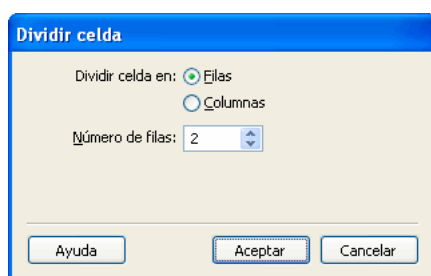 Dividir celda
Dividir celda en: Filas
Columnas
Número de filas: 2
Ayuda Aceptar Cancelar